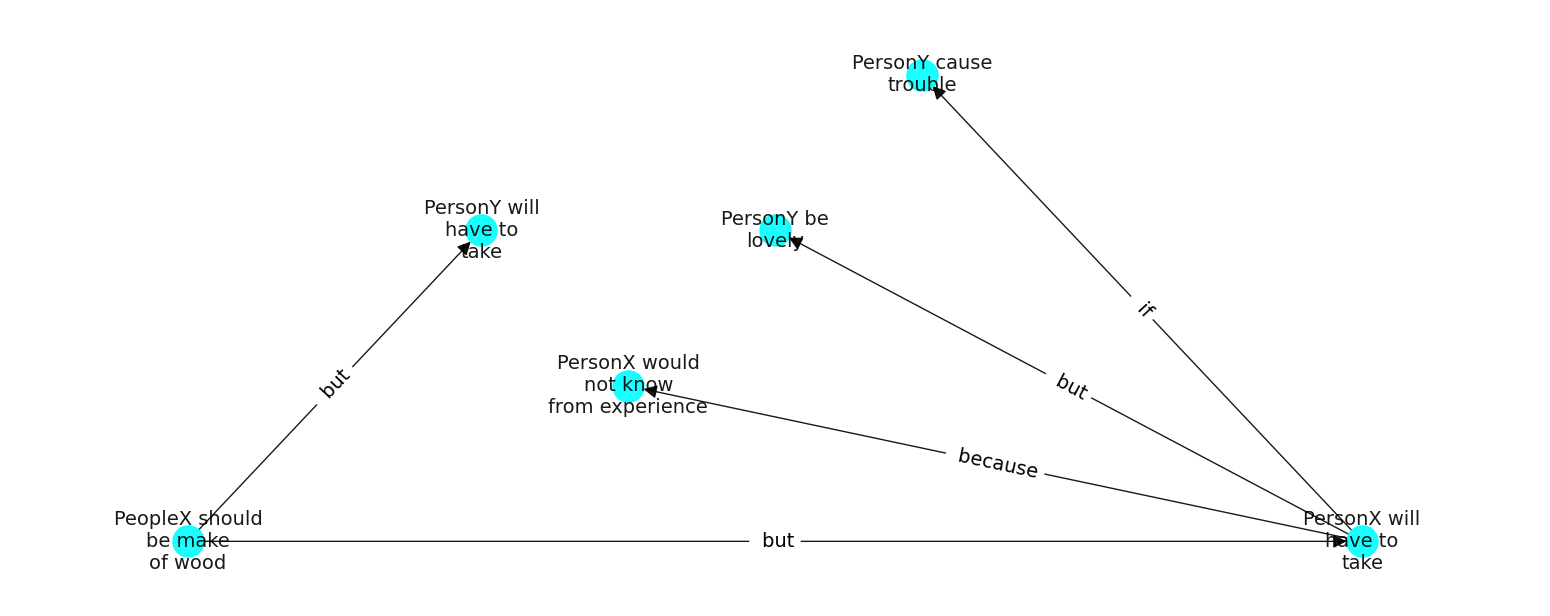 PersonY cause
trouble
PersonY will
have to
take
PersonY be
lovely
if
PersonX would
not know
from experience
but
but
because
PeopleX should
be make
of wood
but
PersonX will
have to
take